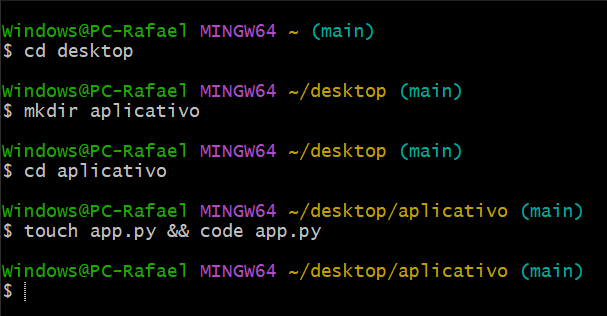 Windows@PC-Rafael MINGW64 ~ (main)
$ cd desktop
Windows@PC-Rafael MINGW64 ~/desktop (main)
$ mkdir aplicativo
Windows@PC-Rafael MINGW64 ~/desktop (main)
$ cd aplicativo
Windows@PC-Rafael MINGW64 ~/desktop/aplicativo (main)
$ touch app.py && code app.py
Windows@PC-Rafael MINGW64 ~/desktop/aplicativo (main)
$